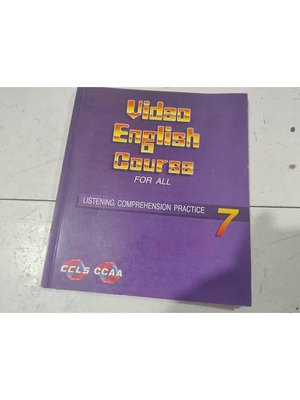 Video
English
Course
FOR ALL
LISTENING COMPREHENSION PRACTICE 7
CCLS CCAA